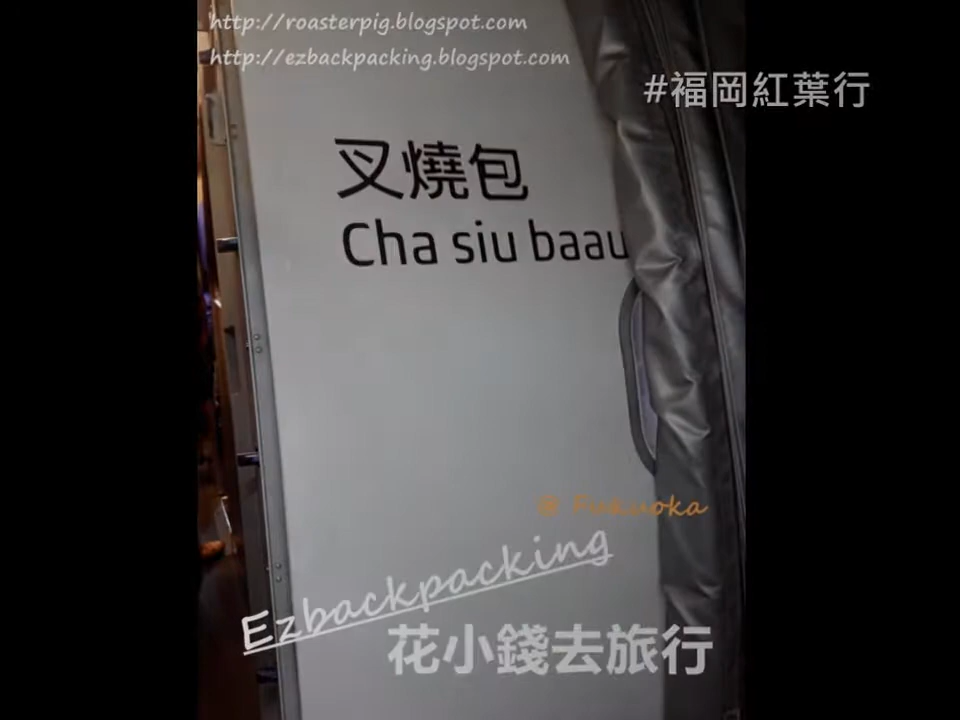 http://roasterpig.blogspot.com
http://ezbackpacking.blogspot.com
#福岡紅葉行
叉燒包
Cha siu baau
@ Fukuoka
Ezbackpacking
花小錢去旅行